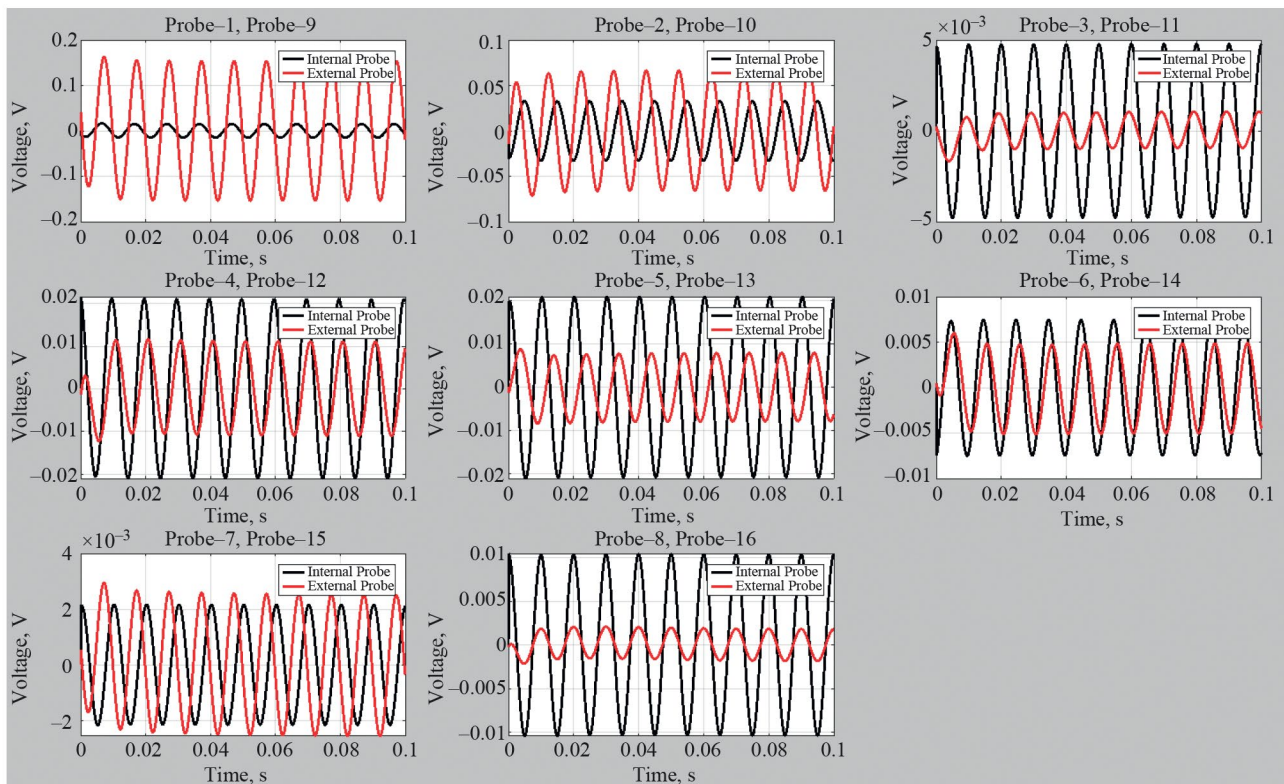 Probe–1, Probe–9
0.2
0.1
0
–0.1
–0.2
Voltage, V
Internal Probe
External Probe
0 0.02 0.04 0.06 0.08 0.1
Time, s
Probe–2, Probe–10
0.1
0.05
0
–0.05
–0.1
Voltage, V
Internal Probe
External Probe
0 0.02 0.04 0.06 0.08 0.1
Time, s
Probe–3, Probe–11
×10⁻³
5
0
–5
Voltage, V
Internal Probe
External Probe
0 0.02 0.04 0.06 0.08 0.1
Time, s
Probe–4, Probe–12
0.02
0.01
0
–0.01
–0.02
Voltage, V
Internal Probe
External Probe
0 0.02 0.04 0.06 0.08 0.1
Time, s
Probe–5, Probe–13
0.02
0.01
0
–0.01
–0.02
Voltage, V
Internal Probe
External Probe
0 0.02 0.04 0.06 0.08 0.1
Time, s
Probe–6, Probe–14
0.01
0.005
0
–0.005
–0.01
Voltage, V
Internal Probe
External Probe
0 0.02 0.04 0.06 0.08 0.1
Time, s
Probe–7, Probe–15
×10⁻³
4
2
0
–2
Voltage, V
Internal Probe
External Probe
0 0.02 0.04 0.06 0.08 0.1
Time, s
Probe–8, Probe–16
0.01
0.005
0
–0.005
–0.01
Voltage, V
Internal Probe
External Probe
0 0.02 0.04 0.06 0.08 0.1
Time, s